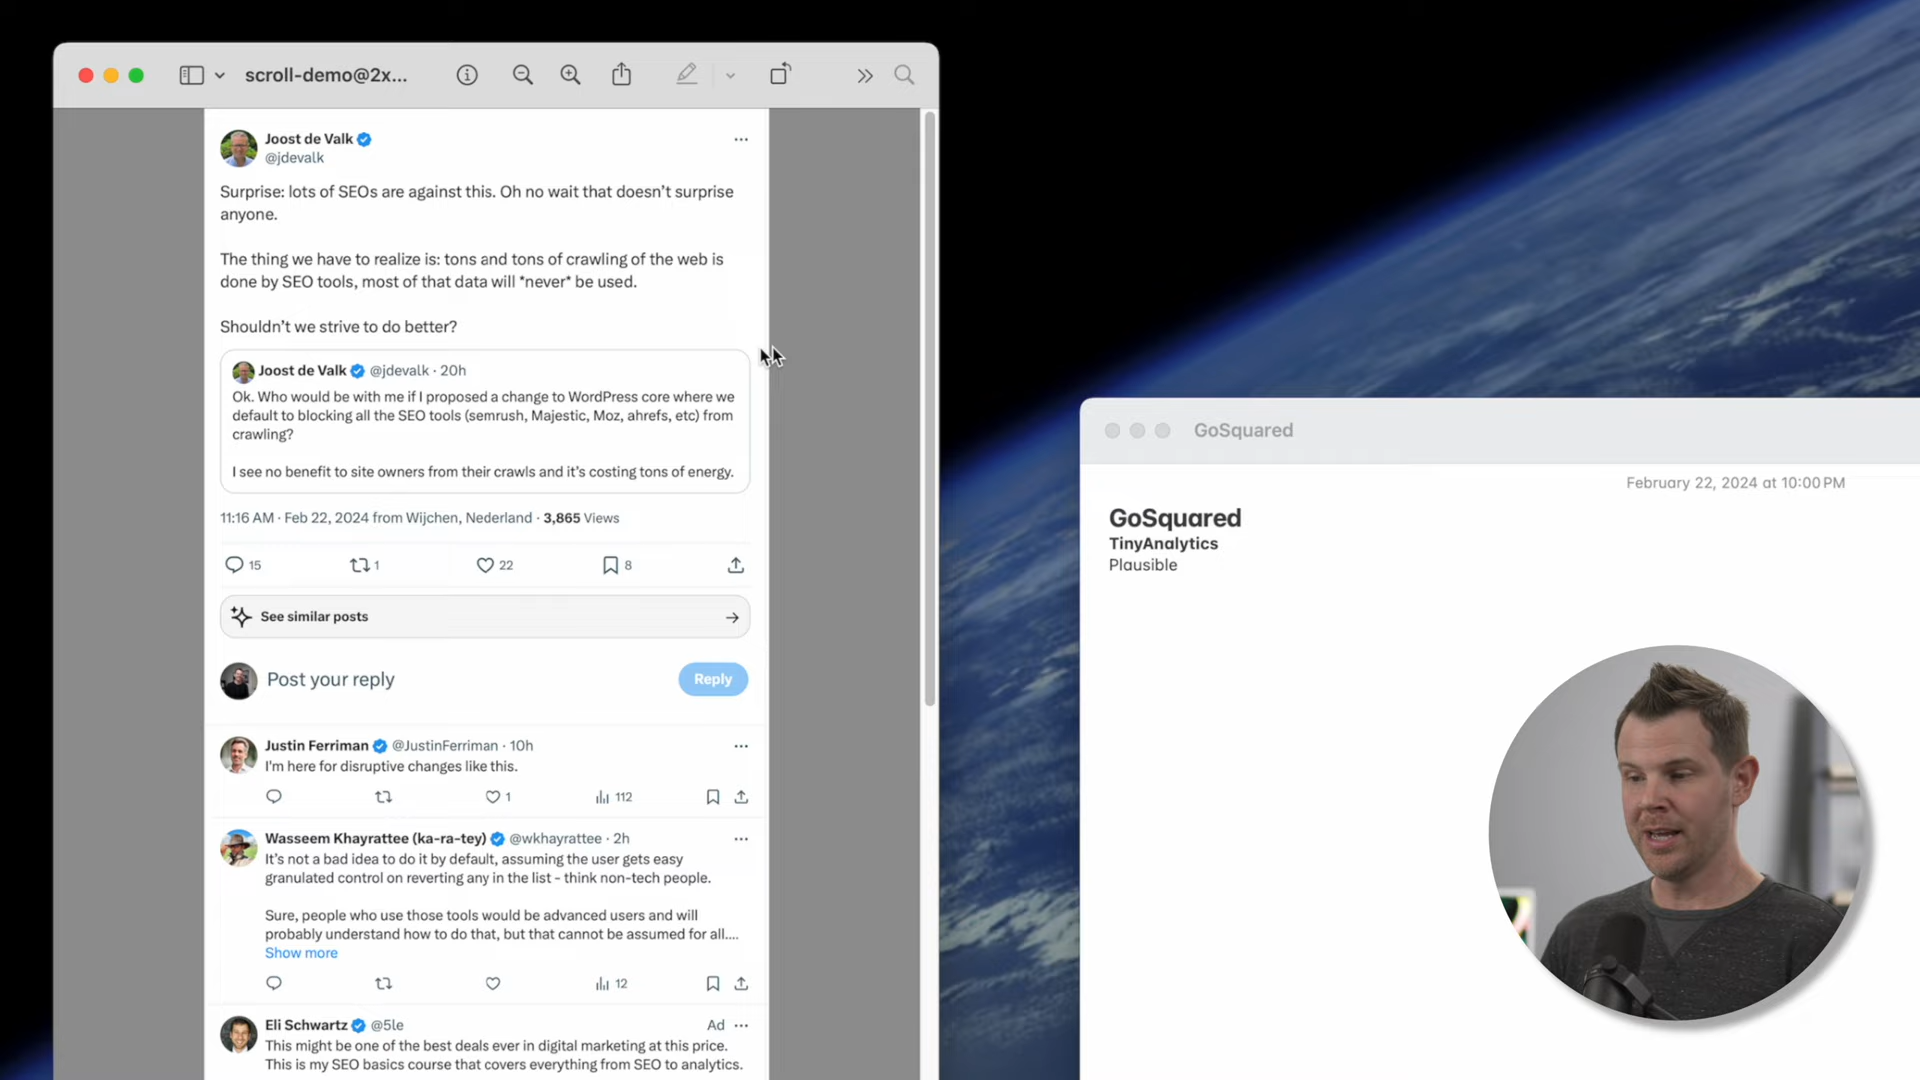 scroll-demo@2x...
Joost de Valk
@jdevalk
Surprise: lots of SEOs are against this. Oh no wait that doesn't surprise
anyone.
The thing we have to realize is: tons and tons of crawling of the web is
done by SEO tools, most of that data will *never* be used.
Shouldn't we strive to do better?
Joost de Valk @jdevalk · 20h
Ok. Who would be with me if I proposed a change to WordPress core where we
default to blocking all the SEO tools (semrush, Majestic, Moz, ahrefs, etc) from
crawling?
I see no benefit to site owners from their crawls and it's costing tons of energy.
11:16 AM · Feb 22, 2024 from Wijchen, Nederland · 3,865 Views
15 1 22 8
See similar posts
Post your reply Reply
Justin Ferriman @JustinFerriman · 10h
I'm here for disruptive changes like this.
1 112
Wasseem Khayrattee (ka-ra-tey) @wkhayrattee · 2h
It's not a bad idea to do it by default, assuming the user gets easy
granulated control on reverting any in the list – think non-tech people.
Sure, people who use those tools would be advanced users and will
probably understand how to do that, but that cannot be assumed for all....
Show more
12
Eli Schwartz @5le Ad
This might be one of the best deals ever in digital marketing at this price.
This is my SEO basics course that covers everything from SEO to analytics.
GoSquared
February 22, 2024 at 10:00 PM
GoSquared
TinyAnalytics
Plausible